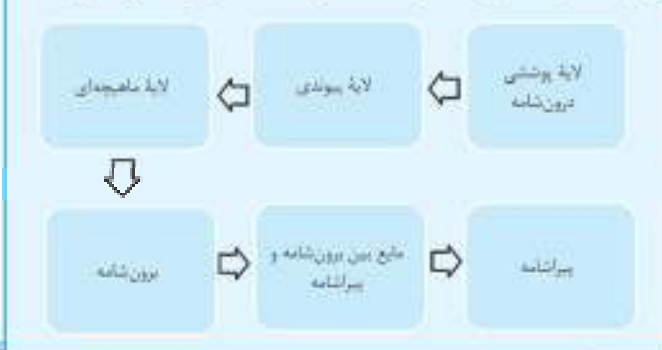 لایهٔ پوششی
درون‌شامه
لایهٔ پیوندی
لایهٔ ماهیچه‌ای
برون‌شامه
مایع بین برون‌شامه و
پیراشامه
پیراشامه